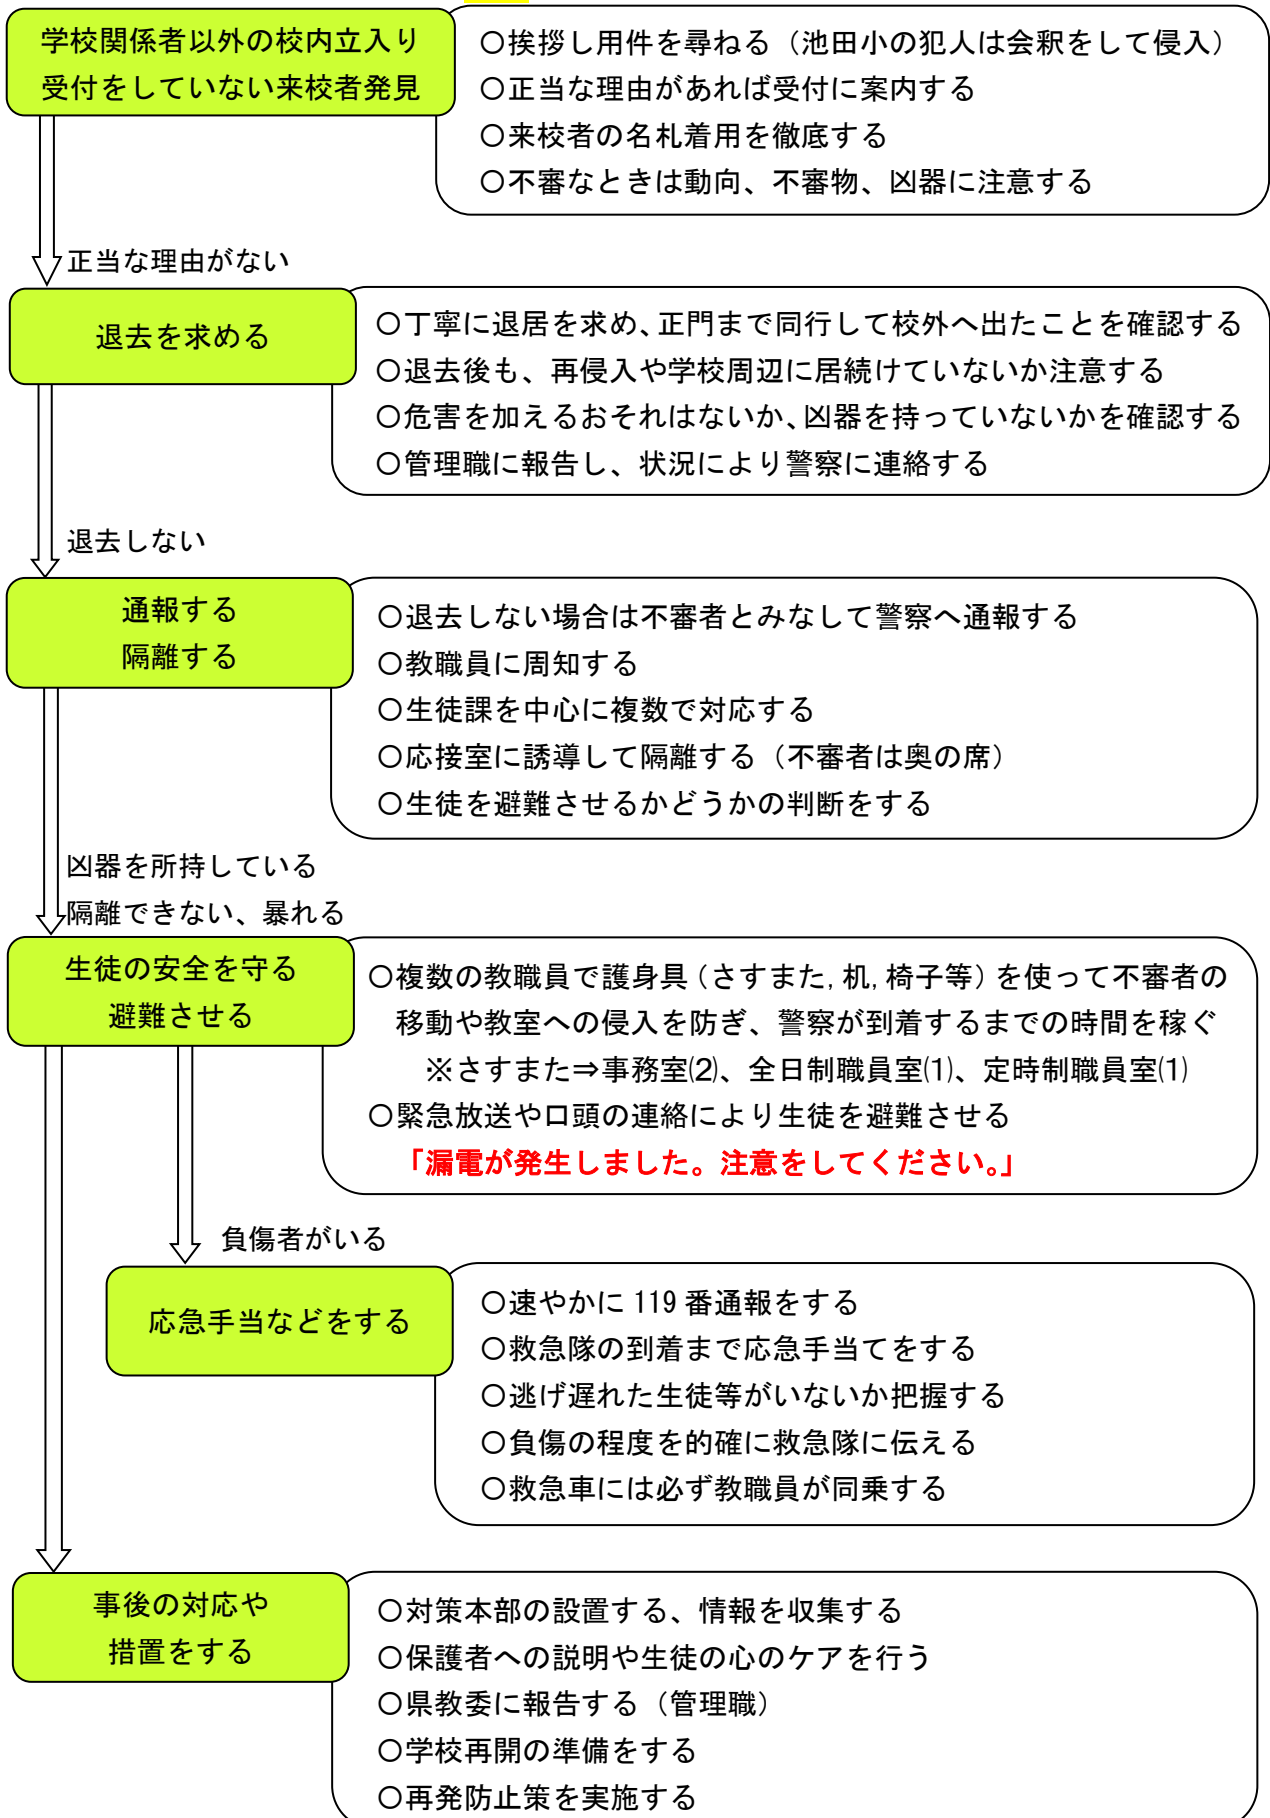 学校関係者以外の校内立入り
受付をしていない来校者発見
〇挨拶し用件を尋ねる（池田小の犯人は会釈をして侵入）
〇正当な理由があれば受付に案内する
〇来校者の名札着用を徹底する
〇不審なときは動向、不審物、凶器に注意する
正当な理由がない
退去を求める
〇丁寧に退居を求め、正門まで同行して校外へ出たことを確認する
〇退去後も、再侵入や学校周辺に居続けていないか注意する
〇危害を加えるおそれはないか、凶器を持っていないかを確認する
〇管理職に報告し、状況により警察に連絡する
退去しない
通報する
隔離する
〇退去しない場合は不審者とみなして警察へ通報する
〇教職員に周知する
〇生徒課を中心に複数で対応する
〇応接室に誘導して隔離する（不審者は奥の席）
〇生徒を避難させるかどうかの判断をする
凶器を所持している
隔離できない、暴れる
生徒の安全を守る
避難させる
〇複数の教職員で護身具（さすまた,机,椅子等）を使って不審者の
移動や教室への侵入を防ぎ、警察が到着するまでの時間を稼ぐ
※さすまた⇒事務室⑵、全日制職員室⑴、定時制職員室⑴
〇緊急放送や口頭の連絡により生徒を避難させる
「漏電が発生しました。注意をしてください。」
負傷者がいる
応急手当などをする
〇速やかに 119 番通報をする
〇救急隊の到着まで応急手当てをする
〇逃げ遅れた生徒等がいないか把握する
〇負傷の程度を的確に救急隊に伝える
〇救急車には必ず教職員が同乗する
事後の対応や
措置をする
〇対策本部の設置する、情報を収集する
〇保護者への説明や生徒の心のケアを行う
〇県教委に報告する（管理職）
〇学校再開の準備をする
〇再発防止策を実施する